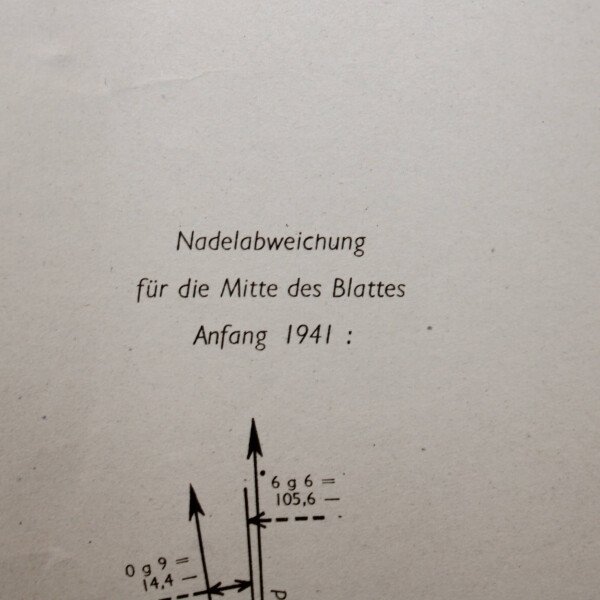 Nadelabweichung
für die Mitte des Blattes
Anfang 1941 :
6 g 6 =
105,6 —
0 g 9 =
14,4 —